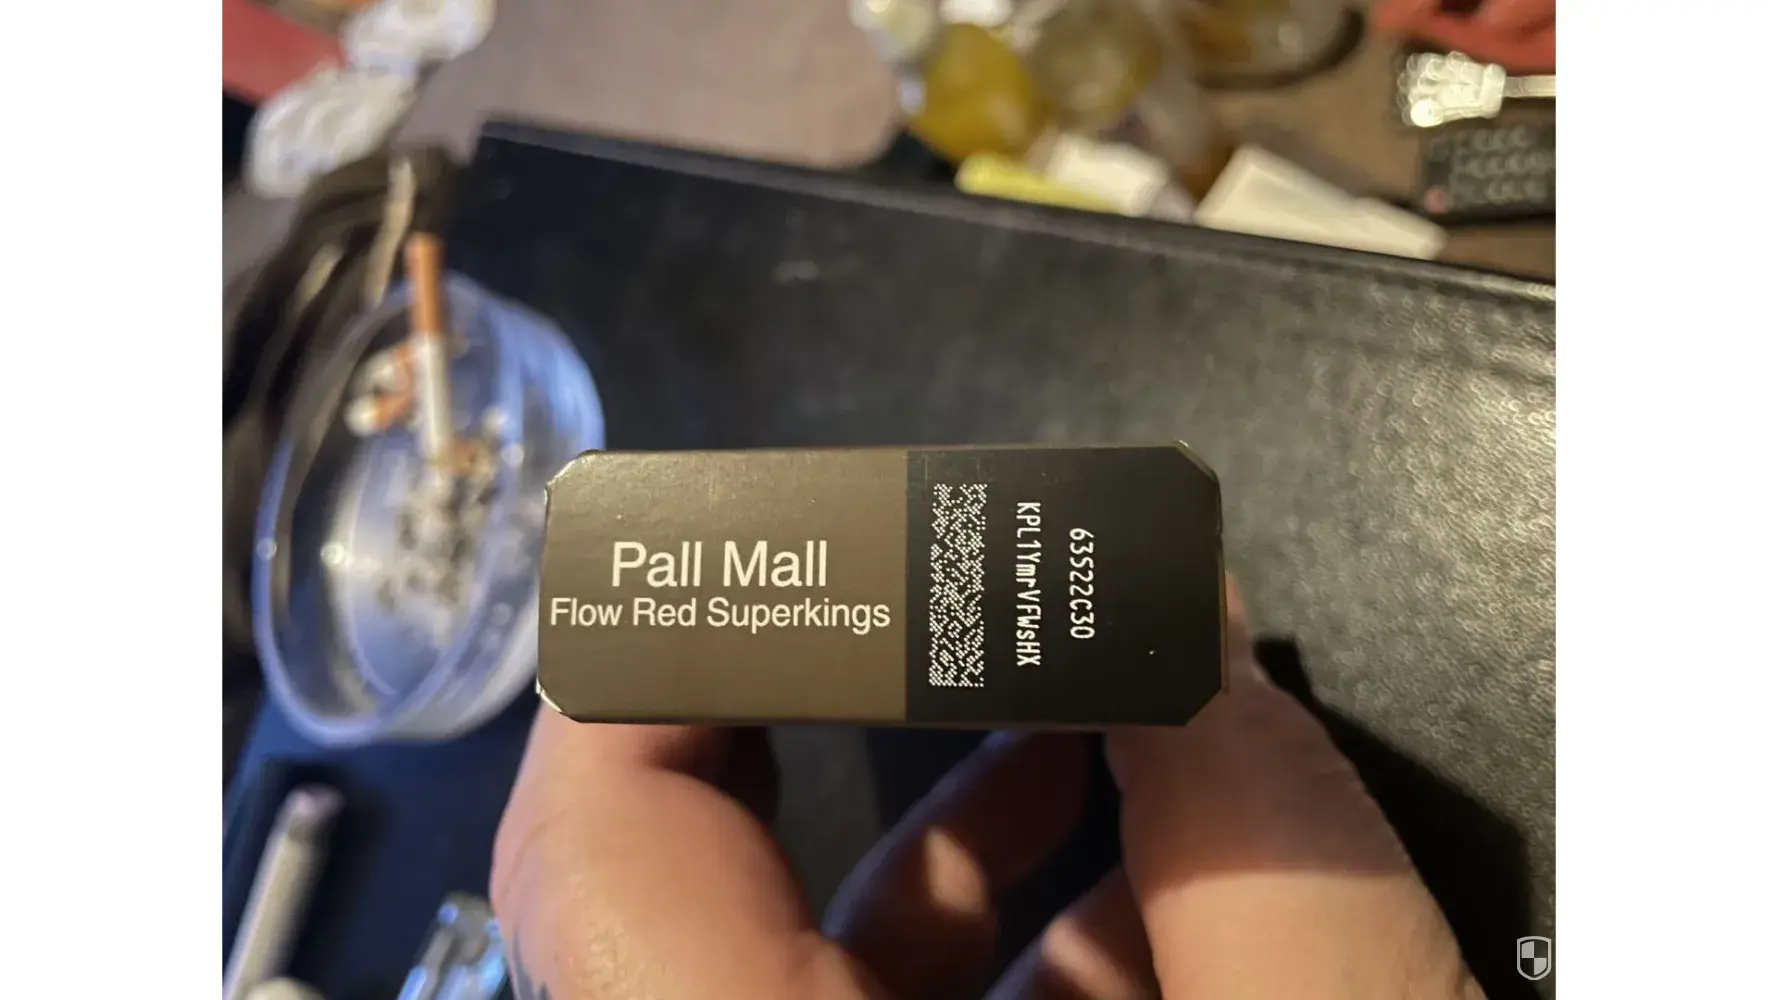 Pall Mall
Flow Red Superkings
63522C30
KPL1YmrVFWsHX